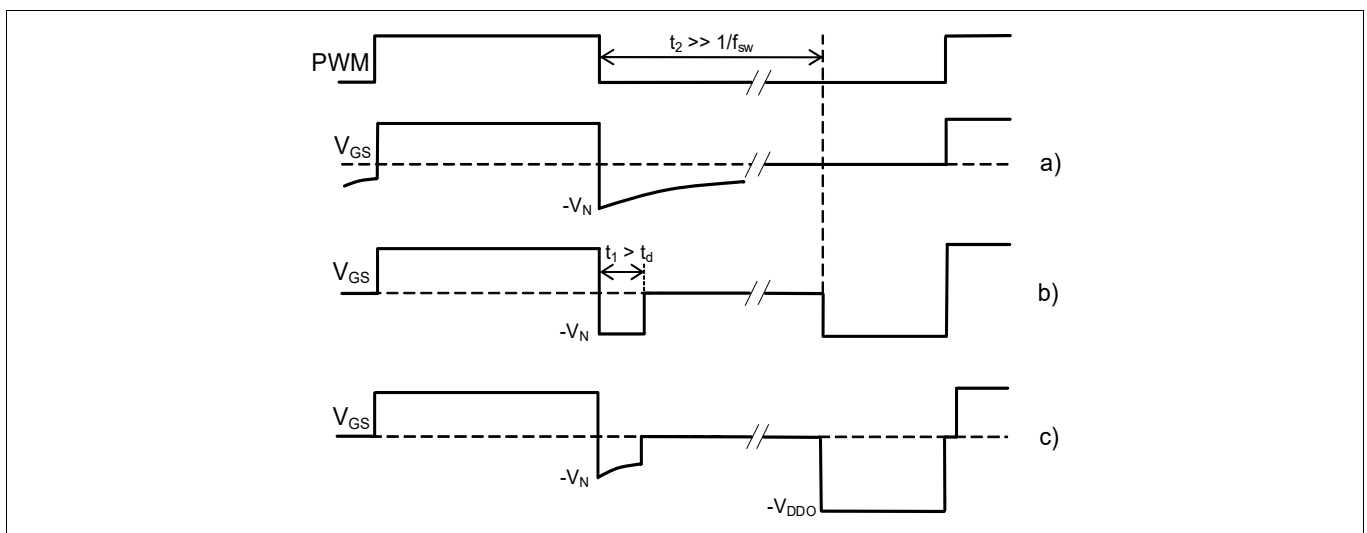 t₂ >> 1/fsw
PWM
VGS
a)
-VN
t₁ > td
VGS
b)
-VN
VGS
c)
-VN
-VDDO